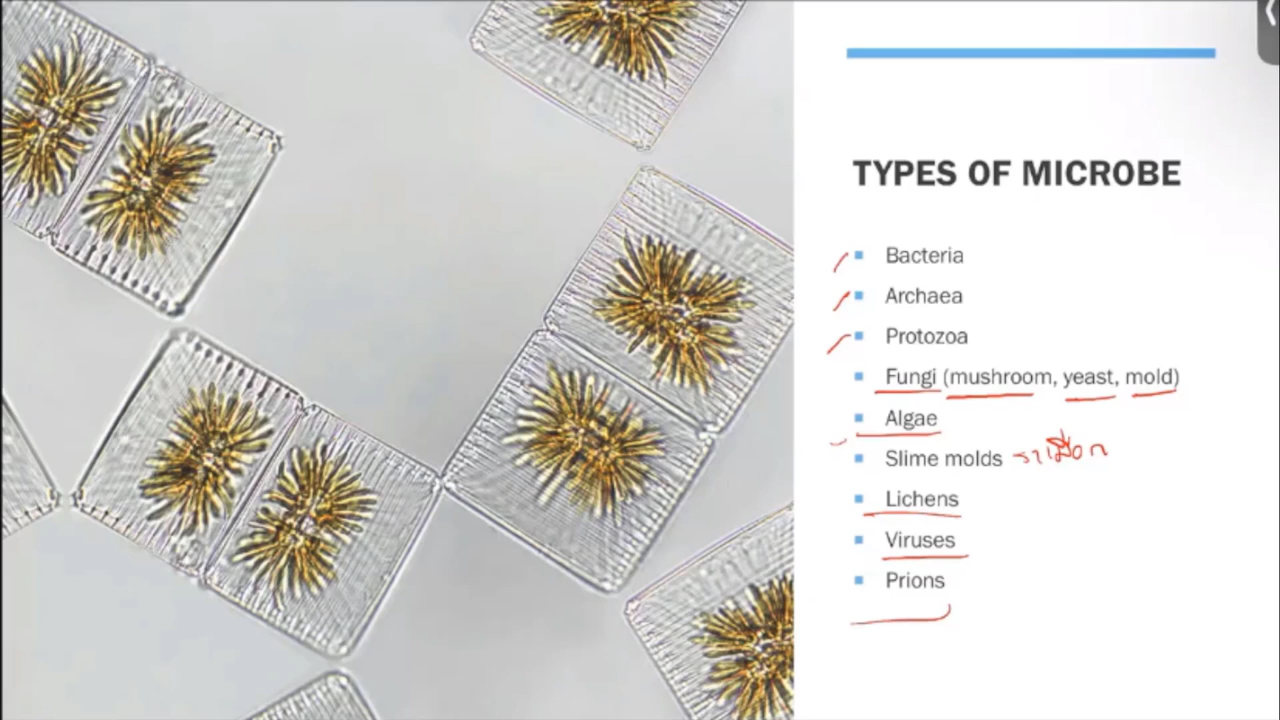 TYPES OF MICROBE
Bacteria
Archaea
Protozoa
Fungi (mushroom, yeast, mold)
Algae
Slime molds
Lichens
Viruses
Prions